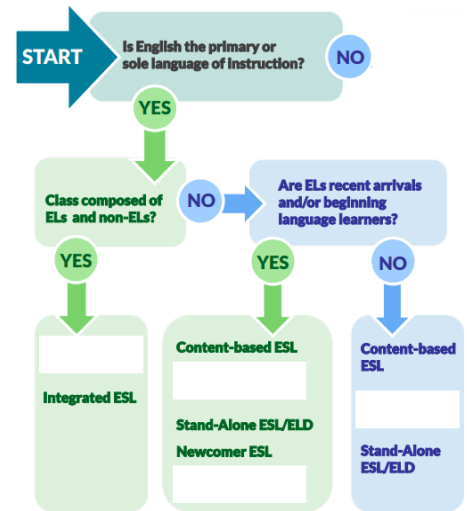 START
Is English the primary or
sole language of instruction?
NO
YES
Class composed of
ELs and non-ELs?
NO
Are ELs recent arrivals
and/or beginning
language learners?
YES
YES
NO
Integrated ESL
Content-based ESL
Stand-Alone ESL/ELD
Newcomer ESL
Content-based
ESL
Stand-Alone
ESL/ELD